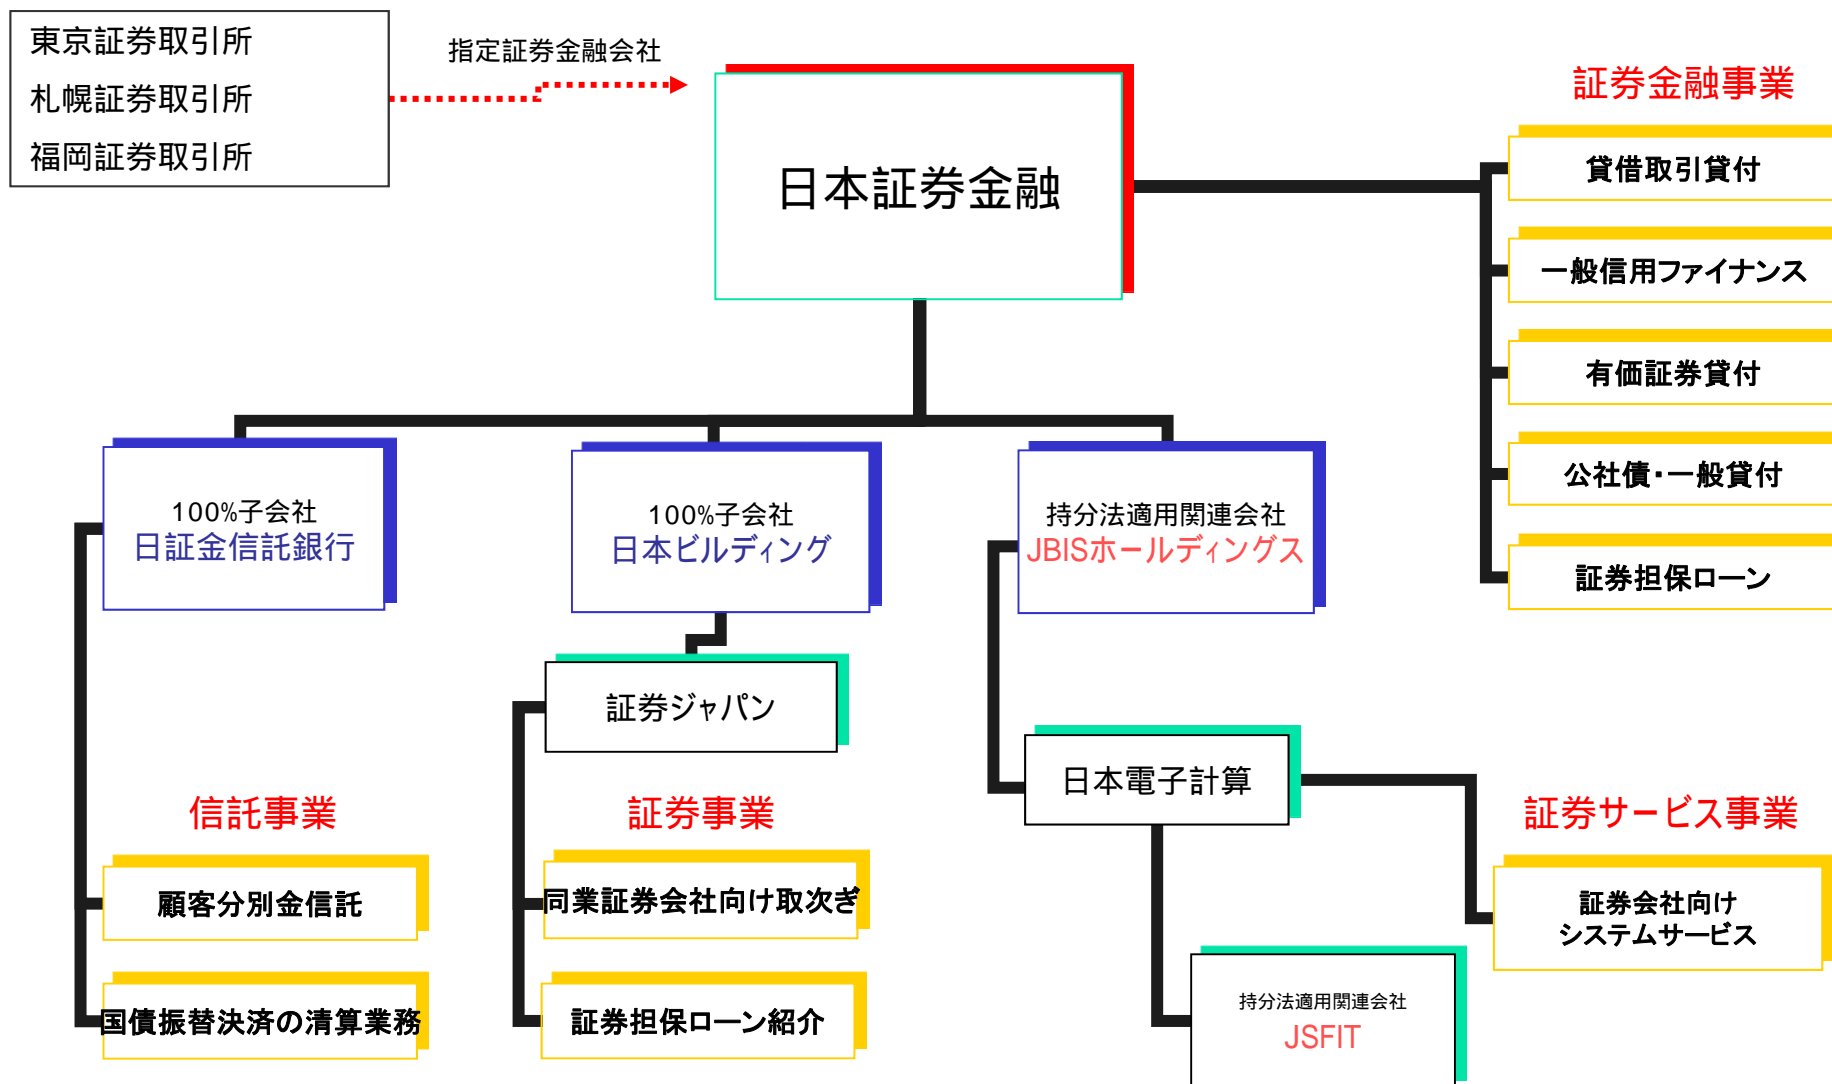 東京証券取引所
札幌証券取引所
福岡証券取引所
指定証券金融会社
日本証券金融
証券金融事業
貸借取引貸付
一般信用ファイナンス
有価証券貸付
公社債・一般貸付
証券担保ローン
100%子会社
日証金信託銀行
100%子会社
日本ビルディング
持分法適用関連会社
JBISホールディングス
証券ジャパン
日本電子計算
信託事業
証券事業
証券サービス事業
顧客分別金信託
同業証券会社向け取次ぎ
証券会社向け
システムサービス
国債振替決済の清算業務
証券担保ローン紹介
持分法適用関連会社
JSFIT